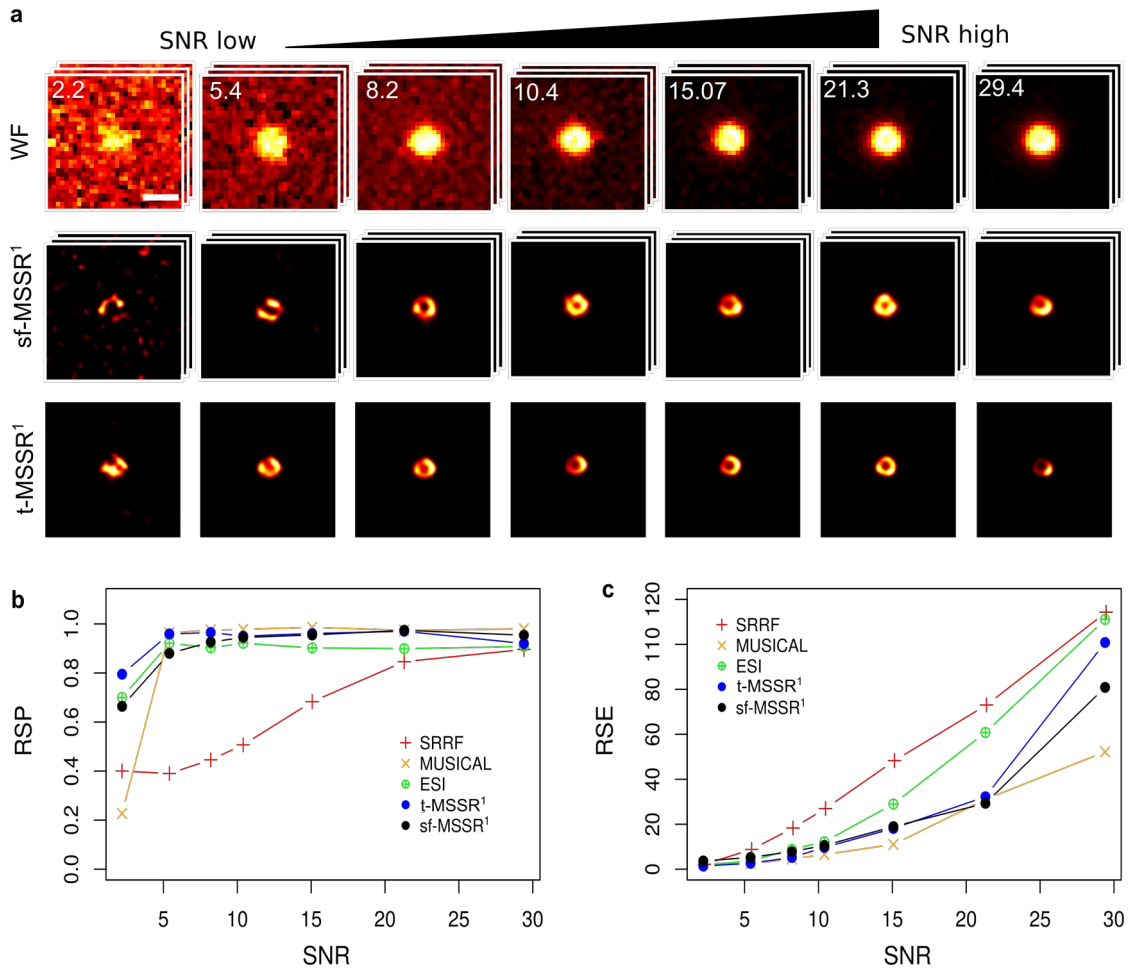 a
SNR low
SNR high
WF
2.2
5.4
8.2
10.4
15.07
21.3
29.4
sf-MSSR¹
t-MSSR¹
b
RSP
1.0
0.8
0.6
0.4
0.2
0.0
SRRF
MUSICAL
ESI
t-MSSR¹
sf-MSSR¹
5 10 15 20 25 30
SNR
c
RSE
120
100
80
60
40
20
0
SRRF
MUSICAL
ESI
t-MSSR¹
sf-MSSR¹
5 10 15 20 25 30
SNR